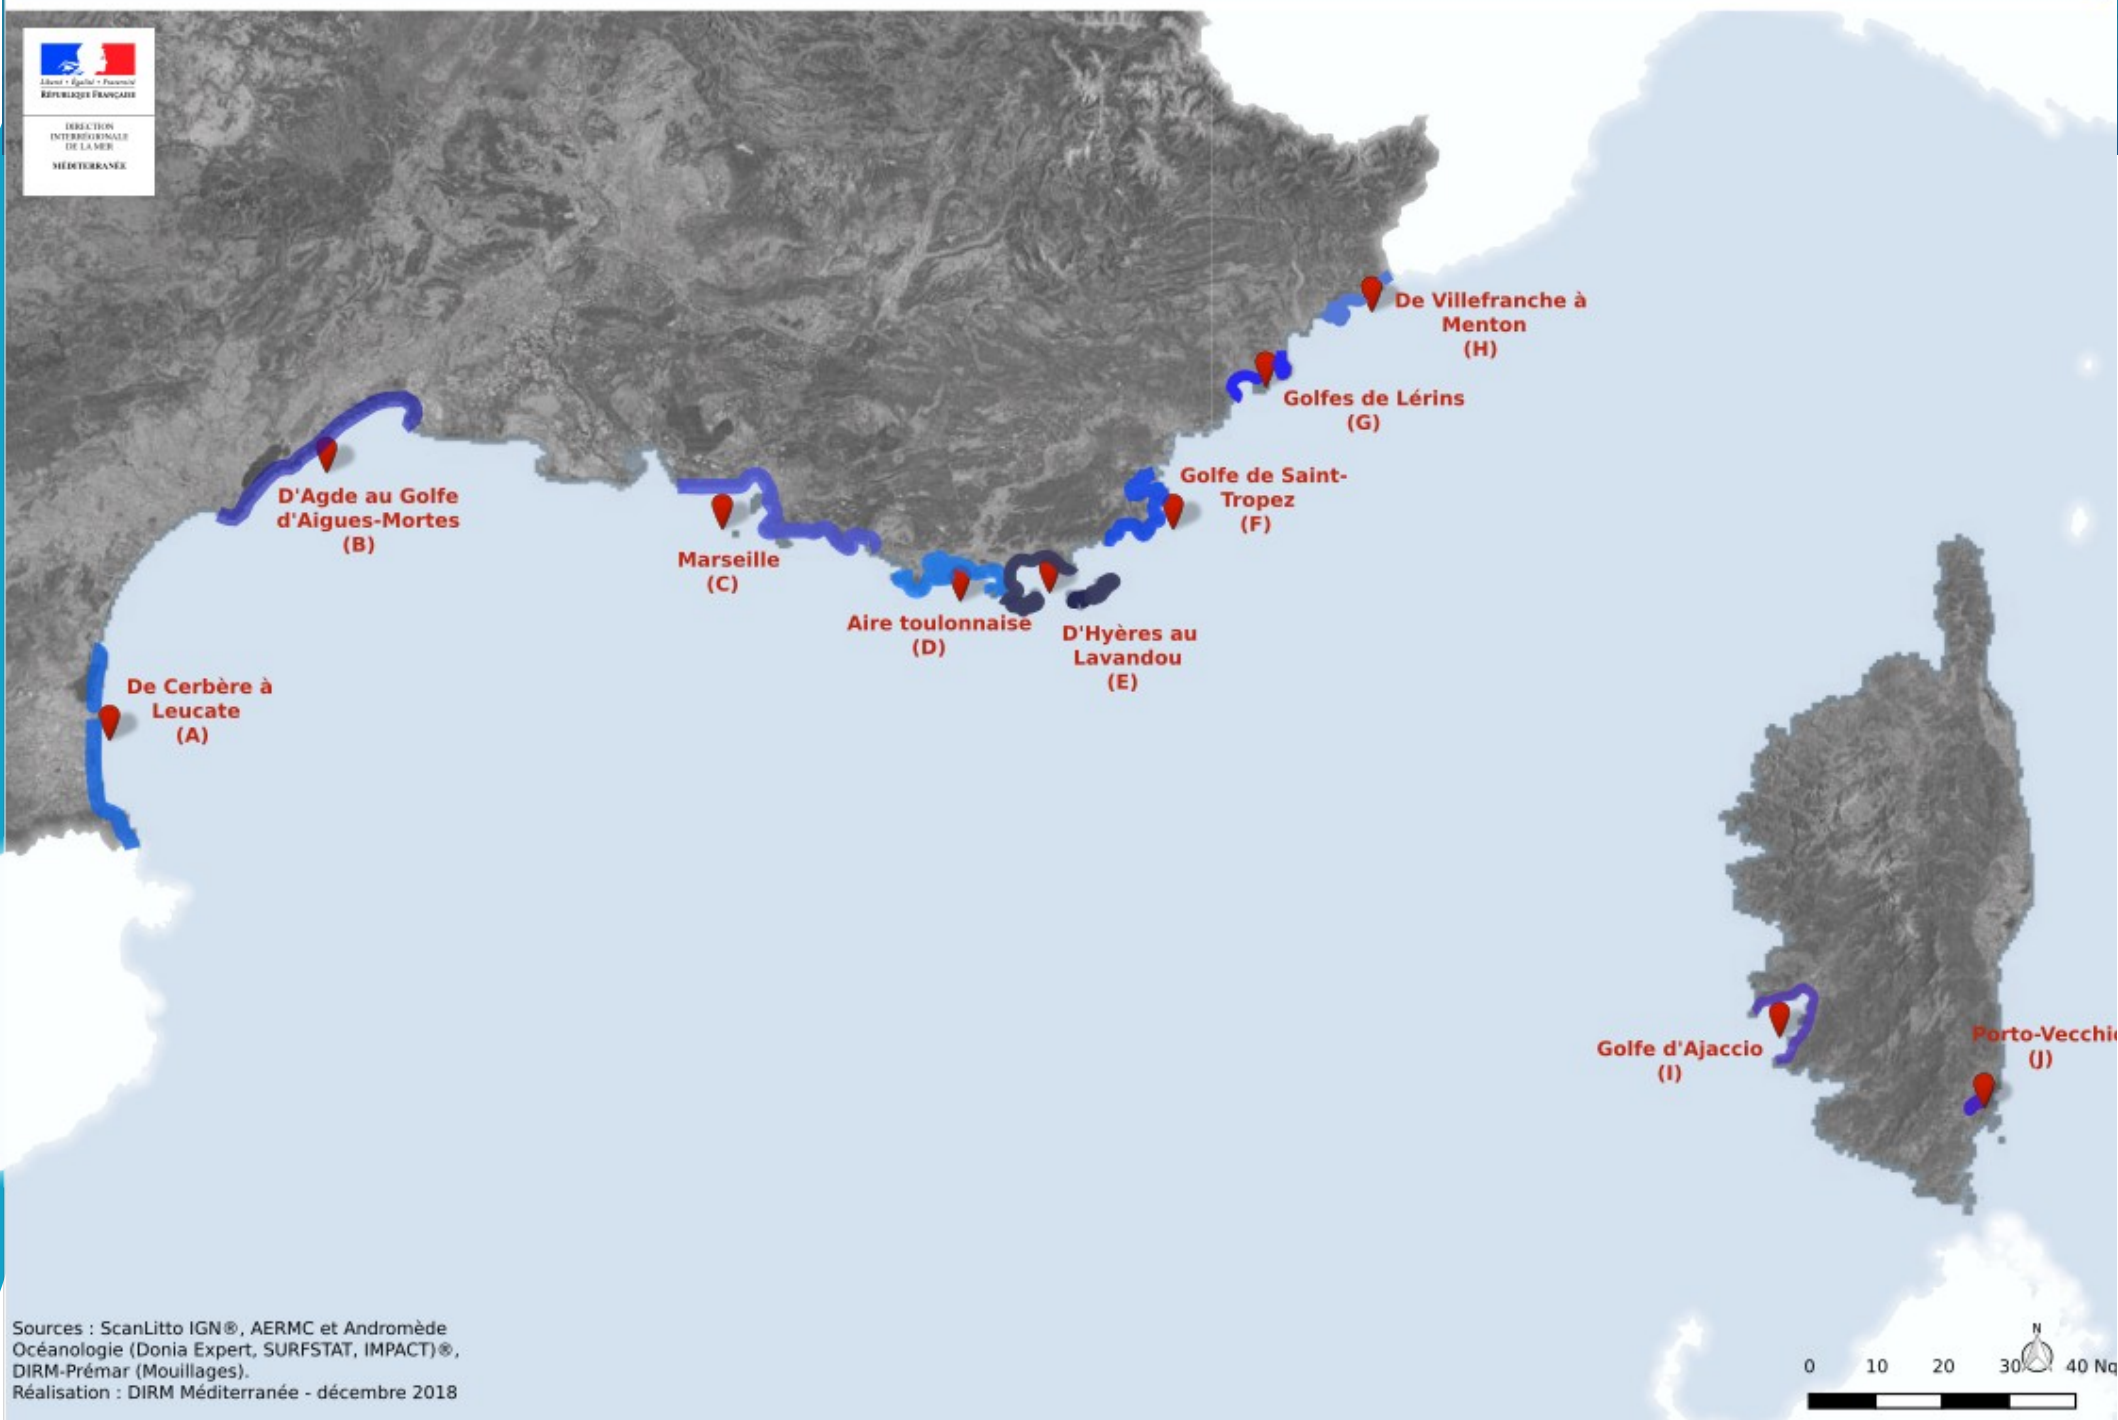 Liberté • Égalité • Fraternité
RÉPUBLIQUE FRANÇAISE
DIRECTION
INTERRÉGIONALE
DE LA MER
MÉDITERRANÉE
De Villefranche à
Menton
(H)
Golfes de Lérins
(G)
Golfe de Saint-
Tropez
(F)
D'Agde au Golfe
d'Aigues-Mortes
(B)
Marseille
(C)
Aire toulonnaise
(D)
D'Hyères au
Lavandou
(E)
De Cerbère à
Leucate
(A)
Golfe d'Ajaccio
(I)
Porto-Vecchi
(J)
Sources : ScanLitto IGN®, AERMC et Andromède
Océanologie (Donia Expert, SURFSTAT, IMPACT)®,
DIRM-Prémar (Mouillages).
Réalisation : DIRM Méditerranée - décembre 2018
N
0 10 20 30 40 Nq